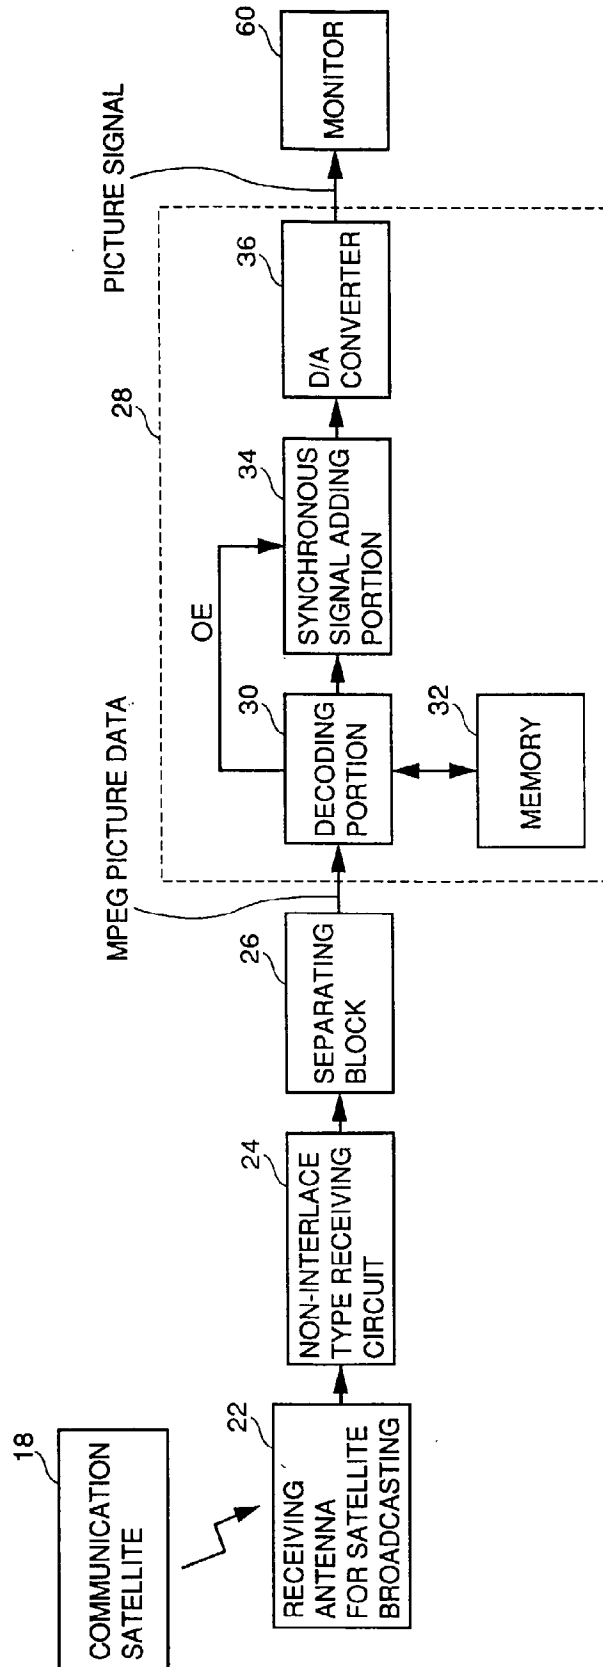 18
COMMUNICATION
SATELLITE
22
RECEIVING
ANTENNA
FOR SATELLITE
BROADCASTING
24
NON-INTERLACE
TYPE RECEIVING
CIRCUIT
26
SEPARATING
BLOCK
MPEG PICTURE DATA
28
30
DECODING
PORTION
OE
32
MEMORY
34
SYNCHRONOUS
SIGNAL ADDING
PORTION
36
D/A
CONVERTER
PICTURE SIGNAL
60
MONITOR